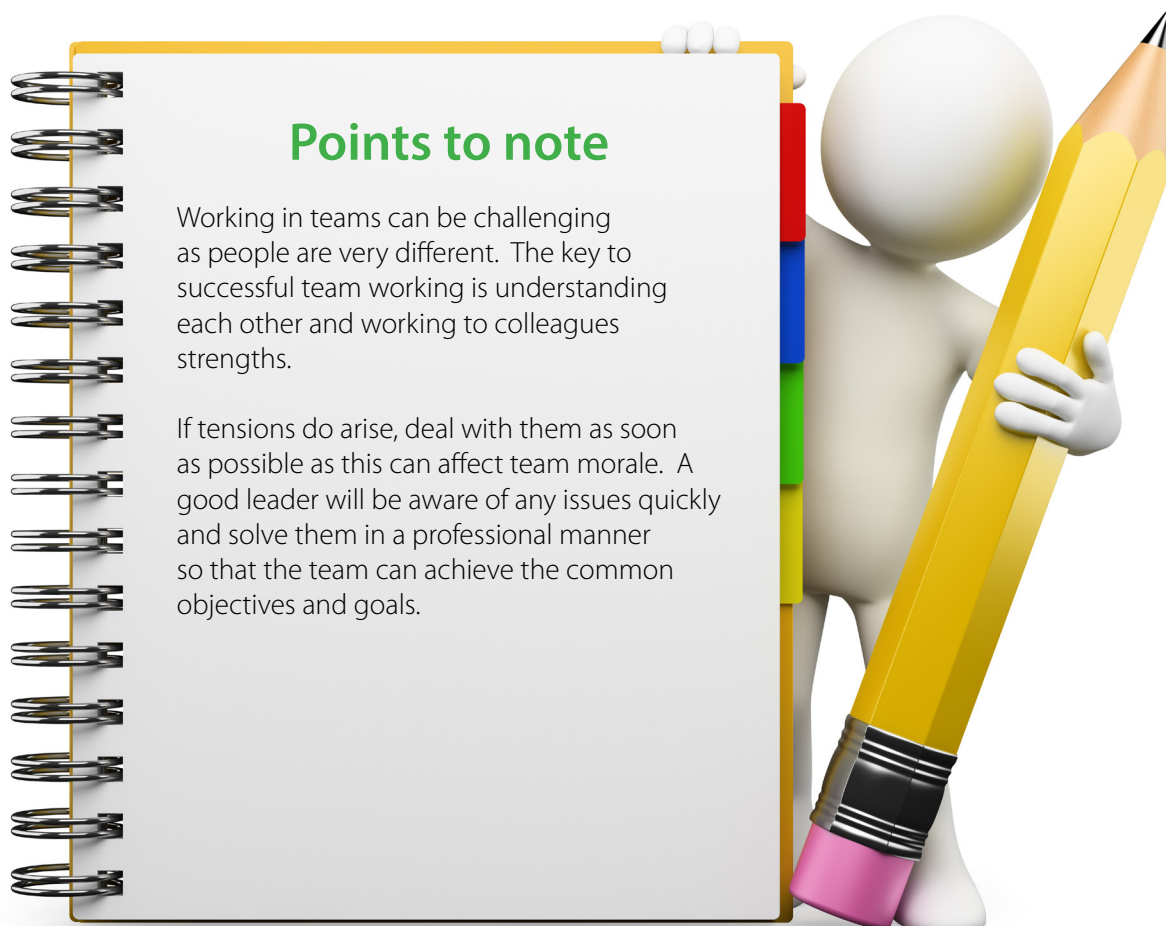 Points to note
Working in teams can be challenging
as people are very different.  The key to
successful team working is understanding
each other and working to colleagues
strengths.
If tensions do arise, deal with them as soon
as possible as this can affect team morale.  A
good leader will be aware of any issues quickly
and solve them in a professional manner
so that the team can achieve the common
objectives and goals.